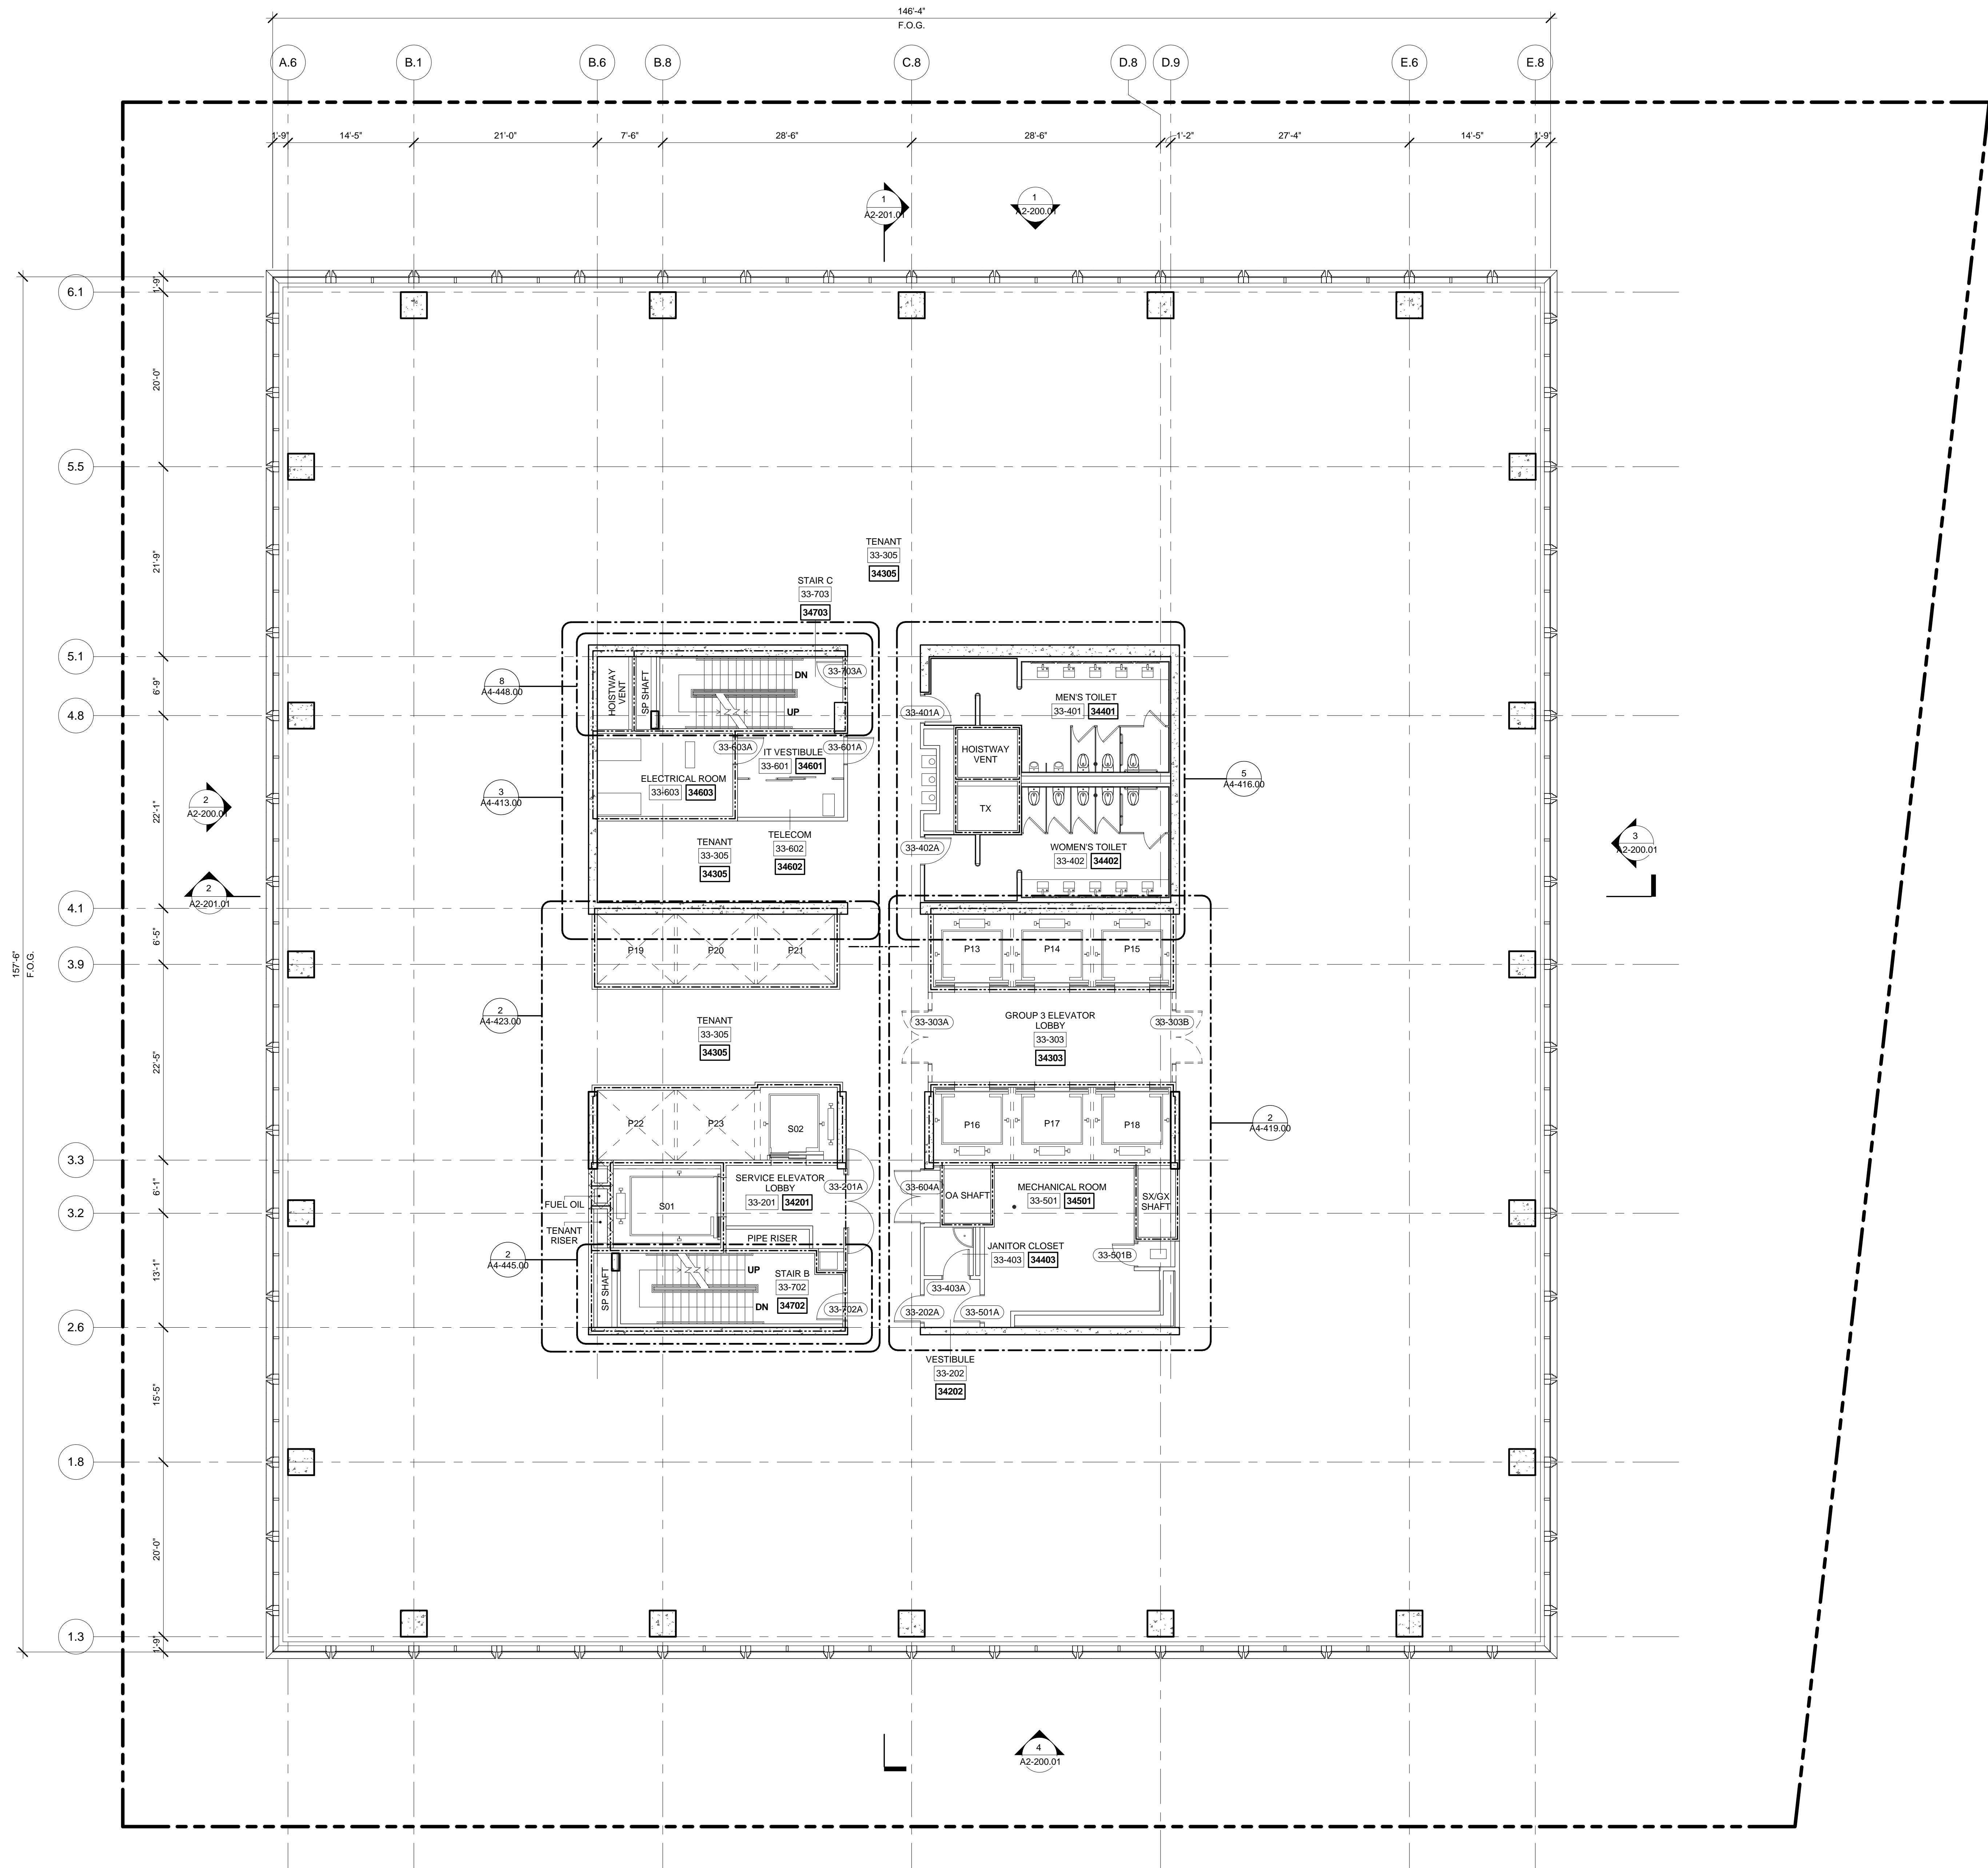 146'-4"
F.O.G.
A.6
B.1
B.6
B.8
C.8
D.8
D.9
E.6
E.8
1'-9"
14'-5"
21'-0"
7'-6"
28'-6"
28'-6"
1'-2"
27'-4"
14'-5"
1'-9"
1
A2-201.01
1
A2-200.01
6.1
5.5
5.1
4.8
4.1
3.9
3.3
3.2
2.6
1.8
1.3
1'-9"
20'-0"
21'-9"
6'-9"
22'-1"
6'-5"
22'-5"
6'-1"
13'-1"
15'-5"
20'-0"
1'-9"
157'-6"
F.O.G.
2
A2-200.01
2
A2-201.01
3
A2-200.01
4
A2-200.01
TENANT
33-305
34305
STAIR C
33-703
34703
8
A4-448.00
HOISTWAY
VENT
SP SHAFT
DN
UP
33-703A
33-603A
33-601A
IT VESTIBULE
33-601 34601
ELECTRICAL ROOM
33-603 34603
3
A4-413.00
TELECOM
33-602
34602
TENANT
33-305
34305
MEN'S TOILET
33-401 34401
33-401A
HOISTWAY
VENT
TX
5
A4-416.00
33-402A
WOMEN'S TOILET
33-402 34402
P19
P20
P21
P13
P14
P15
2
A4-423.00
TENANT
33-305
34305
33-303A
GROUP 3 ELEVATOR
LOBBY
33-303
34303
33-303B
P22
P23
S02
P16
P17
P18
2
A4-419.00
SERVICE ELEVATOR
LOBBY
33-201 34201
33-201A
S01
FUEL OIL
TENANT
RISER
PIPE RISER
33-604A
OA SHAFT
MECHANICAL ROOM
33-501 34501
SX/GX
SHAFT
2
A4-445.00
SP SHAFT
UP
DN
STAIR B
33-702
34702
33-702A
JANITOR CLOSET
33-403 34403
33-501B
33-403A
33-202A
33-501A
VESTIBULE
33-202
34202